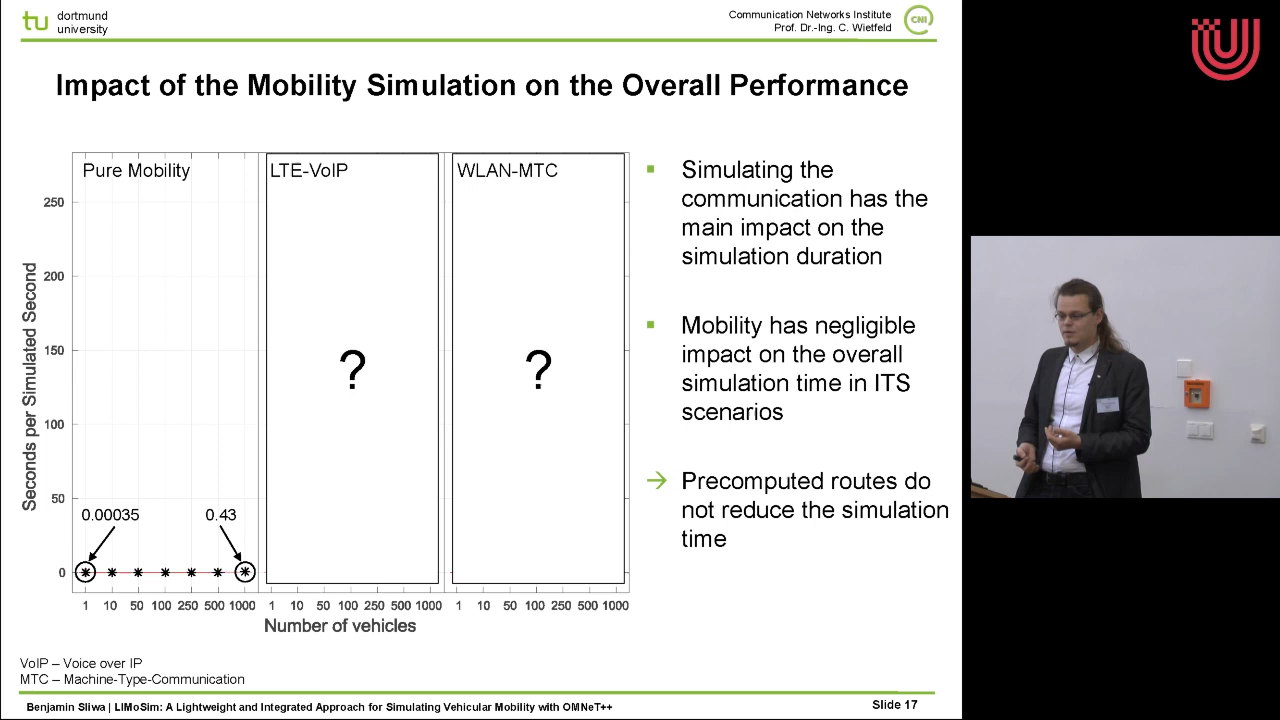 tu dortmund
university
Communication Networks Institute
Prof. Dr.-Ing. C. Wietfeld
CNI
Impact of the Mobility Simulation on the Overall Performance
Pure Mobility
LTE-VoIP
WLAN-MTC
250
200
150
100
50
0
Seconds per Simulated Second
0.00035
0.43
?
?
1 10 50 100 250 500 1000
1 10 50 100 250 500 1000
1 10 50 100 250 500 1000
Number of vehicles
Simulating the
communication has the
main impact on the
simulation duration
Mobility has negligible
impact on the overall
simulation time in ITS
scenarios
→ Precomputed routes do
not reduce the simulation
time
VoIP – Voice over IP
MTC – Machine-Type-Communication
Benjamin Sliwa | LIMoSim: A Lightweight and Integrated Approach for Simulating Vehicular Mobility with OMNeT++
Slide 17